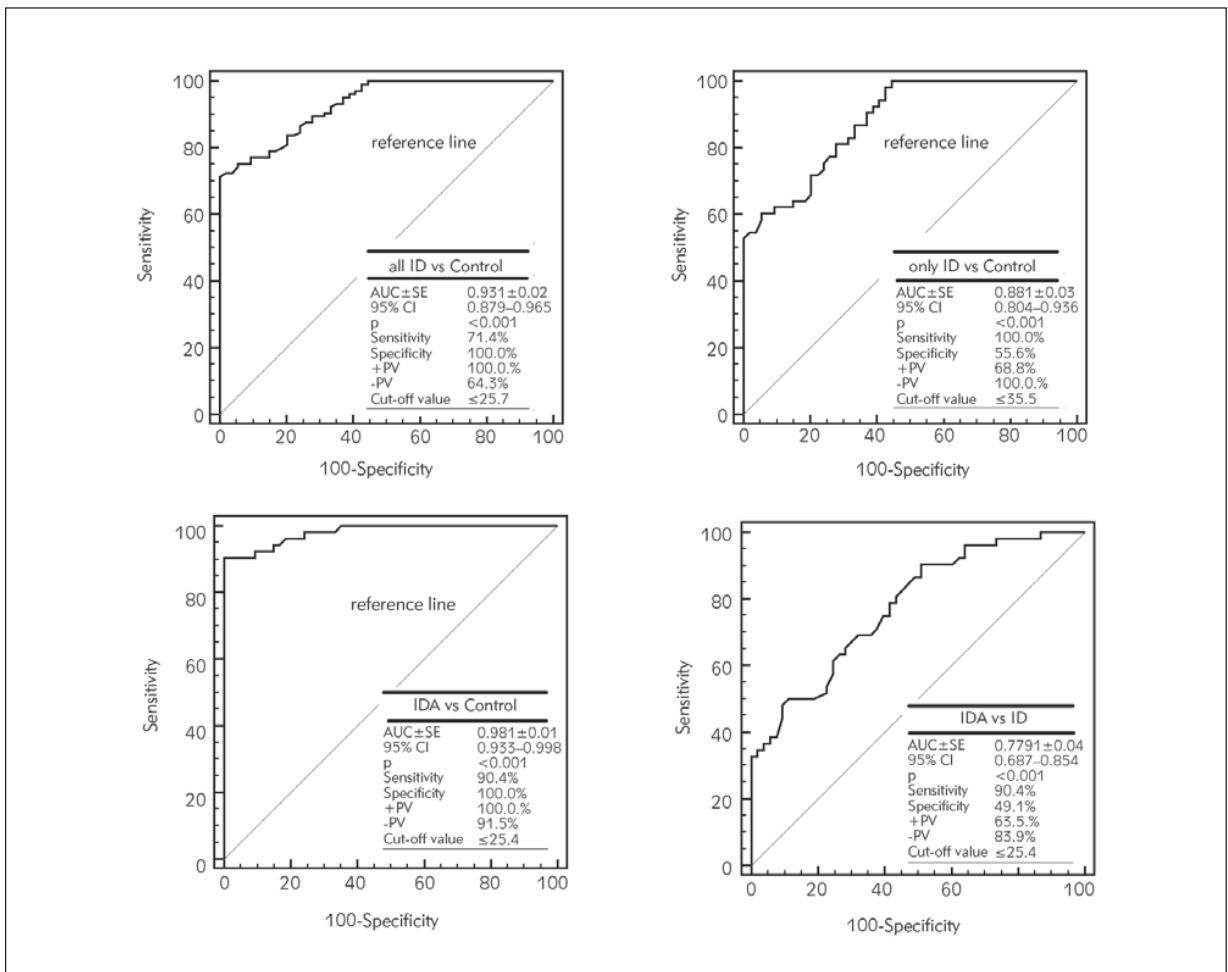 100
80
60
40
20
0
Sensitivity
reference line
all ID vs Control
AUC±SE 0.931±0.02
95% CI 0.879–0.965
p <0.001
Sensitivity 71.4%
Specificity 100.0%
+PV 100.0.%
-PV 64.3%
Cut-off value ≤25.7
0 20 40 60 80 100
100-Specificity
100
80
60
40
20
0
Sensitivity
reference line
only ID vs Control
AUC±SE 0.881±0.03
95% CI 0.804–0.936
p <0.001
Sensitivity 100.0%
Specificity 55.6%
+PV 68.8%
-PV 100.0.%
Cut-off value ≤35.5
0 20 40 60 80 100
100-Specificity
100
80
60
40
20
0
Sensitivity
reference line
IDA vs Control
AUC±SE 0.981±0.01
95% CI 0.933–0.998
p <0.001
Sensitivity 90.4%
Specificity 100.0%
+PV 100.0.%
-PV 91.5%
Cut-off value ≤25.4
0 20 40 60 80 100
100-Specificity
100
80
60
40
20
0
Sensitivity
IDA vs ID
AUC±SE 0.7791±0.04
95% CI 0.687–0.854
p <0.001
Sensitivity 90.4%
Specificity 49.1%
+PV 63.5.%
-PV 83.9%
Cut-off value ≤25.4
0 20 40 60 80 100
100-Specificity